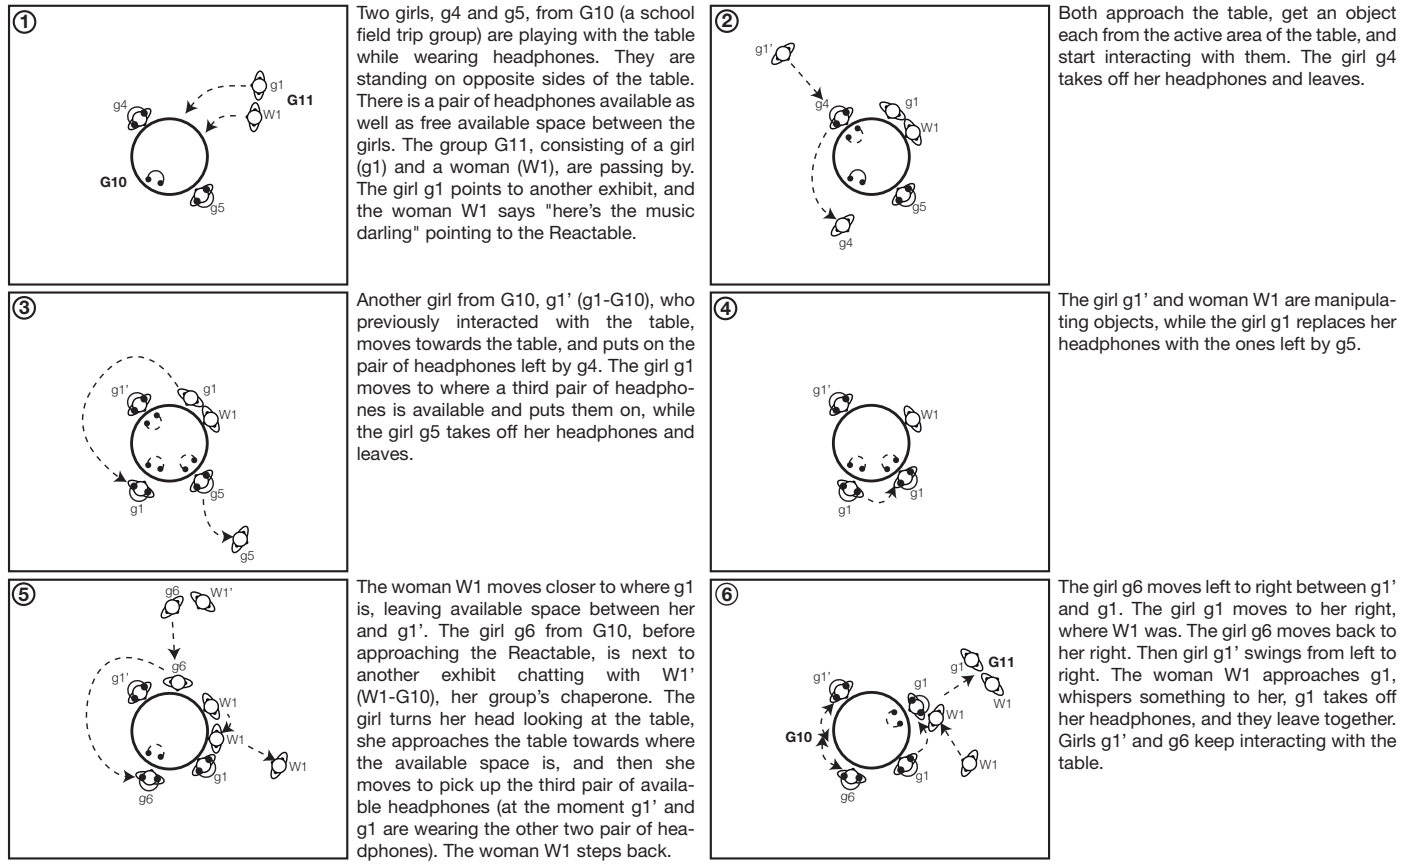 1
g1
G11
W1
g4
G10
g5
Two girls, g4 and g5, from G10 (a school
field trip group) are playing with the table
while wearing headphones. They are
standing on opposite sides of the table.
There is a pair of headphones available as
well as free available space between the
girls. The group G11, consisting of a girl
(g1) and a woman (W1), are passing by.
The girl g1 points to another exhibit, and
the woman W1 says "here's the music
darling" pointing to the Reactable.
2
g1'
g4
g1
W1
g5
g4
Both approach the table, get an object
each from the active area of the table, and
start interacting with them. The girl g4
takes off her headphones and leaves.
3
g1'
g1
W1
g5
g1
g5
Another girl from G10, g1' (g1-G10), who
previously interacted with the table,
moves towards the table, and puts on the
pair of headphones left by g4. The girl g1
moves to where a third pair of headpho-
nes is available and puts them on, while
the girl g5 takes off her headphones and
leaves.
4
g1'
W1
g1
g1
The girl g1' and woman W1 are manipula-
ting objects, while the girl g1 replaces her
headphones with the ones left by g5.
5
g6
W1'
g6
g1'
W1
W1
W1
g1
g6
The woman W1 moves closer to where g1
is, leaving available space between her
and g1'. The girl g6 from G10, before
approaching the Reactable, is next to
another exhibit chatting with W1'
(W1-G10), her group's chaperone. The
girl turns her head looking at the table,
she approaches the table towards where
the available space is, and then she
moves to pick up the third pair of availa-
ble headphones (at the moment g1' and
g1 are wearing the other two pair of hea-
dphones). The woman W1 steps back.
6
g1
G11
W1
g1'
g1
W1
G10
W1
g1
g6
The girl g6 moves left to right between g1'
and g1. The girl g1 moves to her right,
where W1 was. The girl g6 moves back to
her right. Then girl g1' swings from left to
right. The woman W1 approaches g1,
whispers something to her, g1 takes off
her headphones, and they leave together.
Girls g1' and g6 keep interacting with the
table.